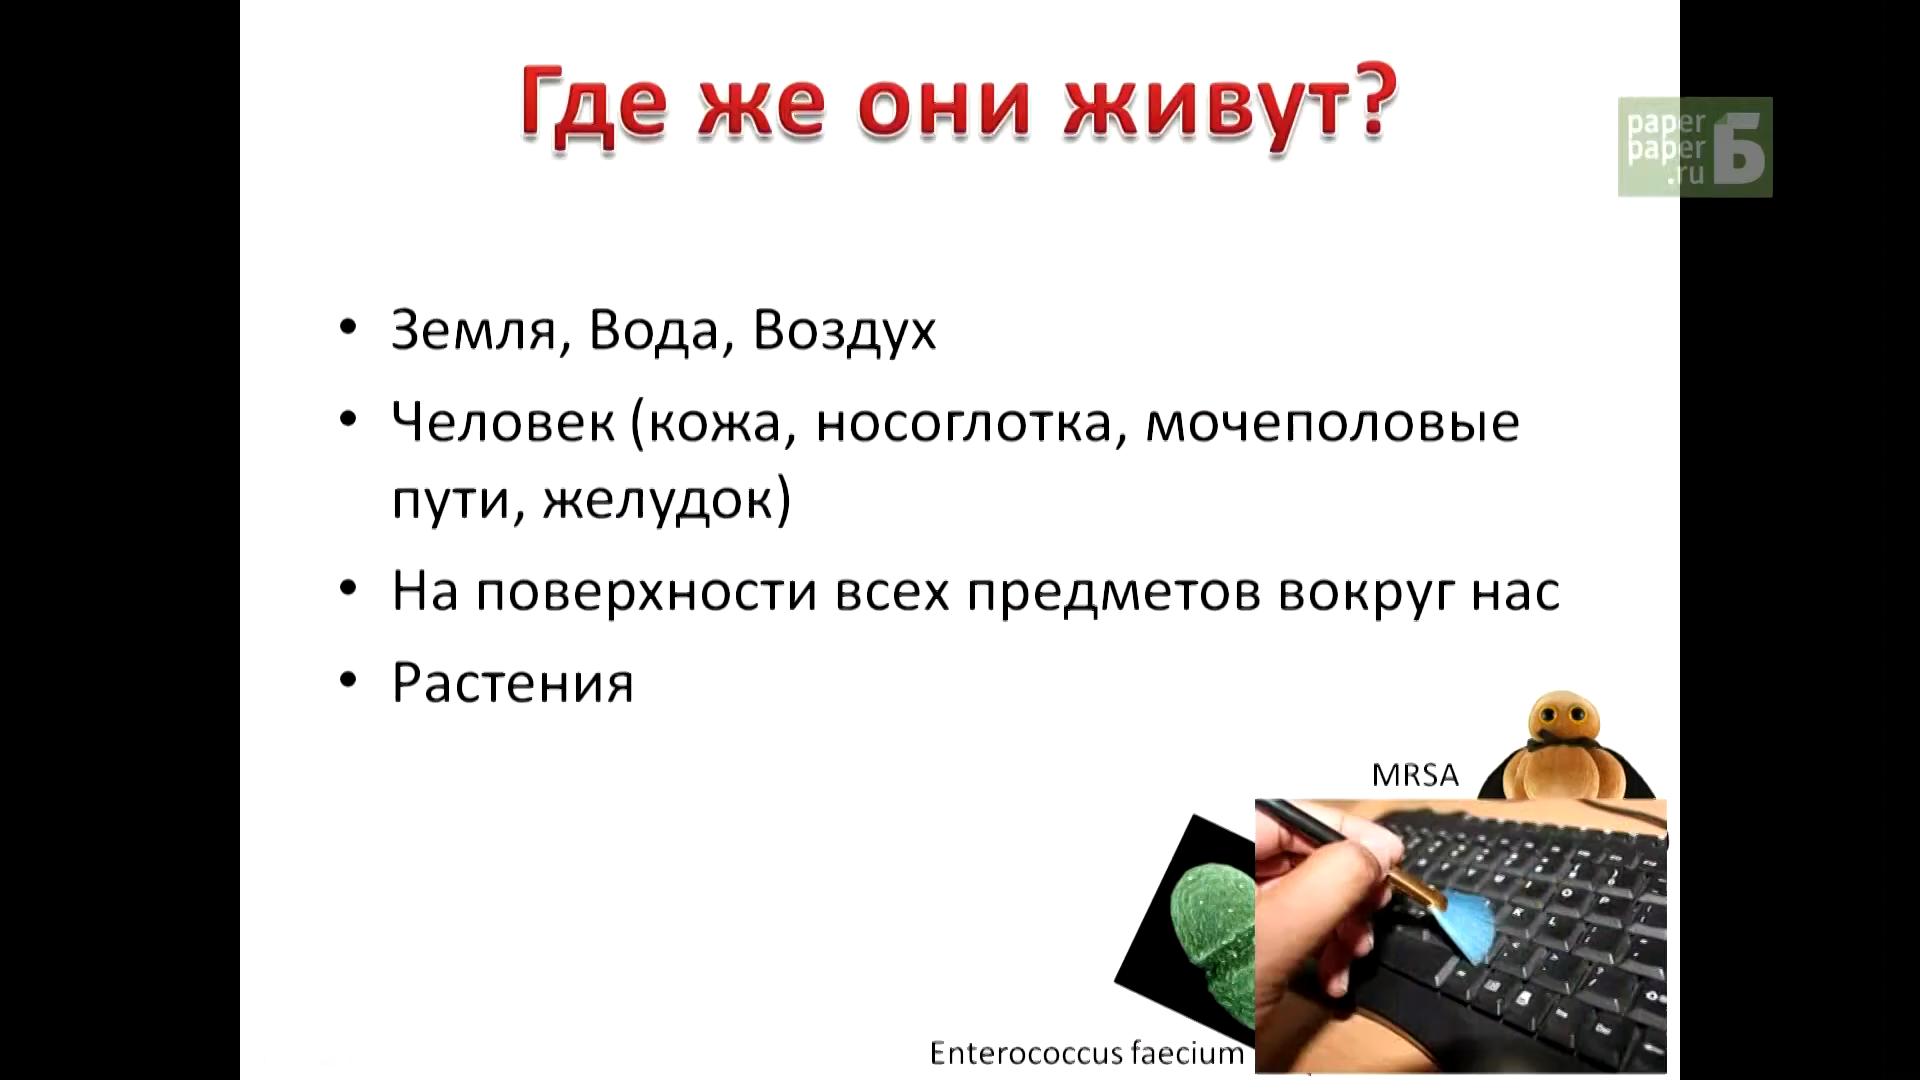 Где же они живут?
paper
paper
.ru
Б
• Земля, Вода, Воздух
• Человек (кожа, носоглотка, мочеполовые
пути, желудок)
• На поверхности всех предметов вокруг нас
• Растения
MRSA
Enterococcus faecium